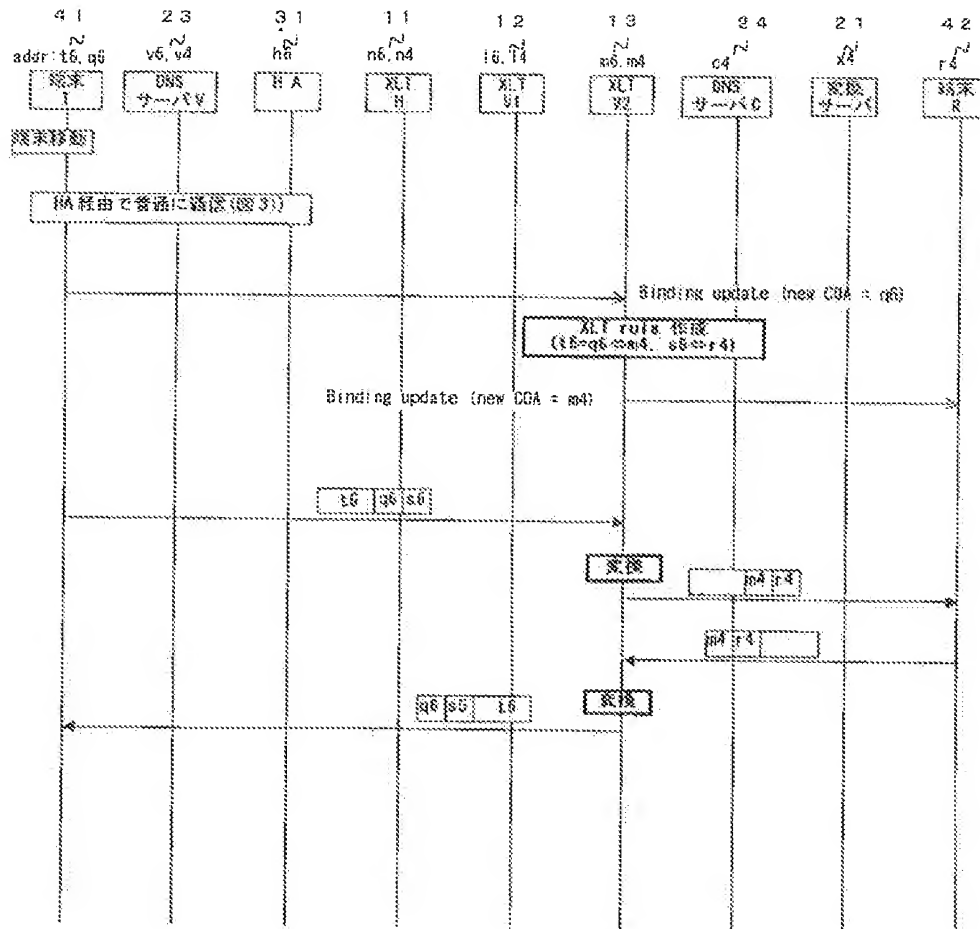 41 23 31 11 12 13 24 21 42
addr:t6,q6 v6,v4 h6 n6,n4 l6,l4 m6,m4 c4 x4 r4
端末 DNS HA XLT XLT XLT DNS 変換 端末
T サーバV H V1 V2 サーバC サーバ R
端末移動
HA経由で普通に通信(図3))
Binding update (new COA = q6)
XLT rule 作成
(t6=q6⇔m4, s6⇔r4)
Binding update (new COA = m4)
t6 q6 s6
変換
m4 r4
m4 r4
変換
q6 s6 t6